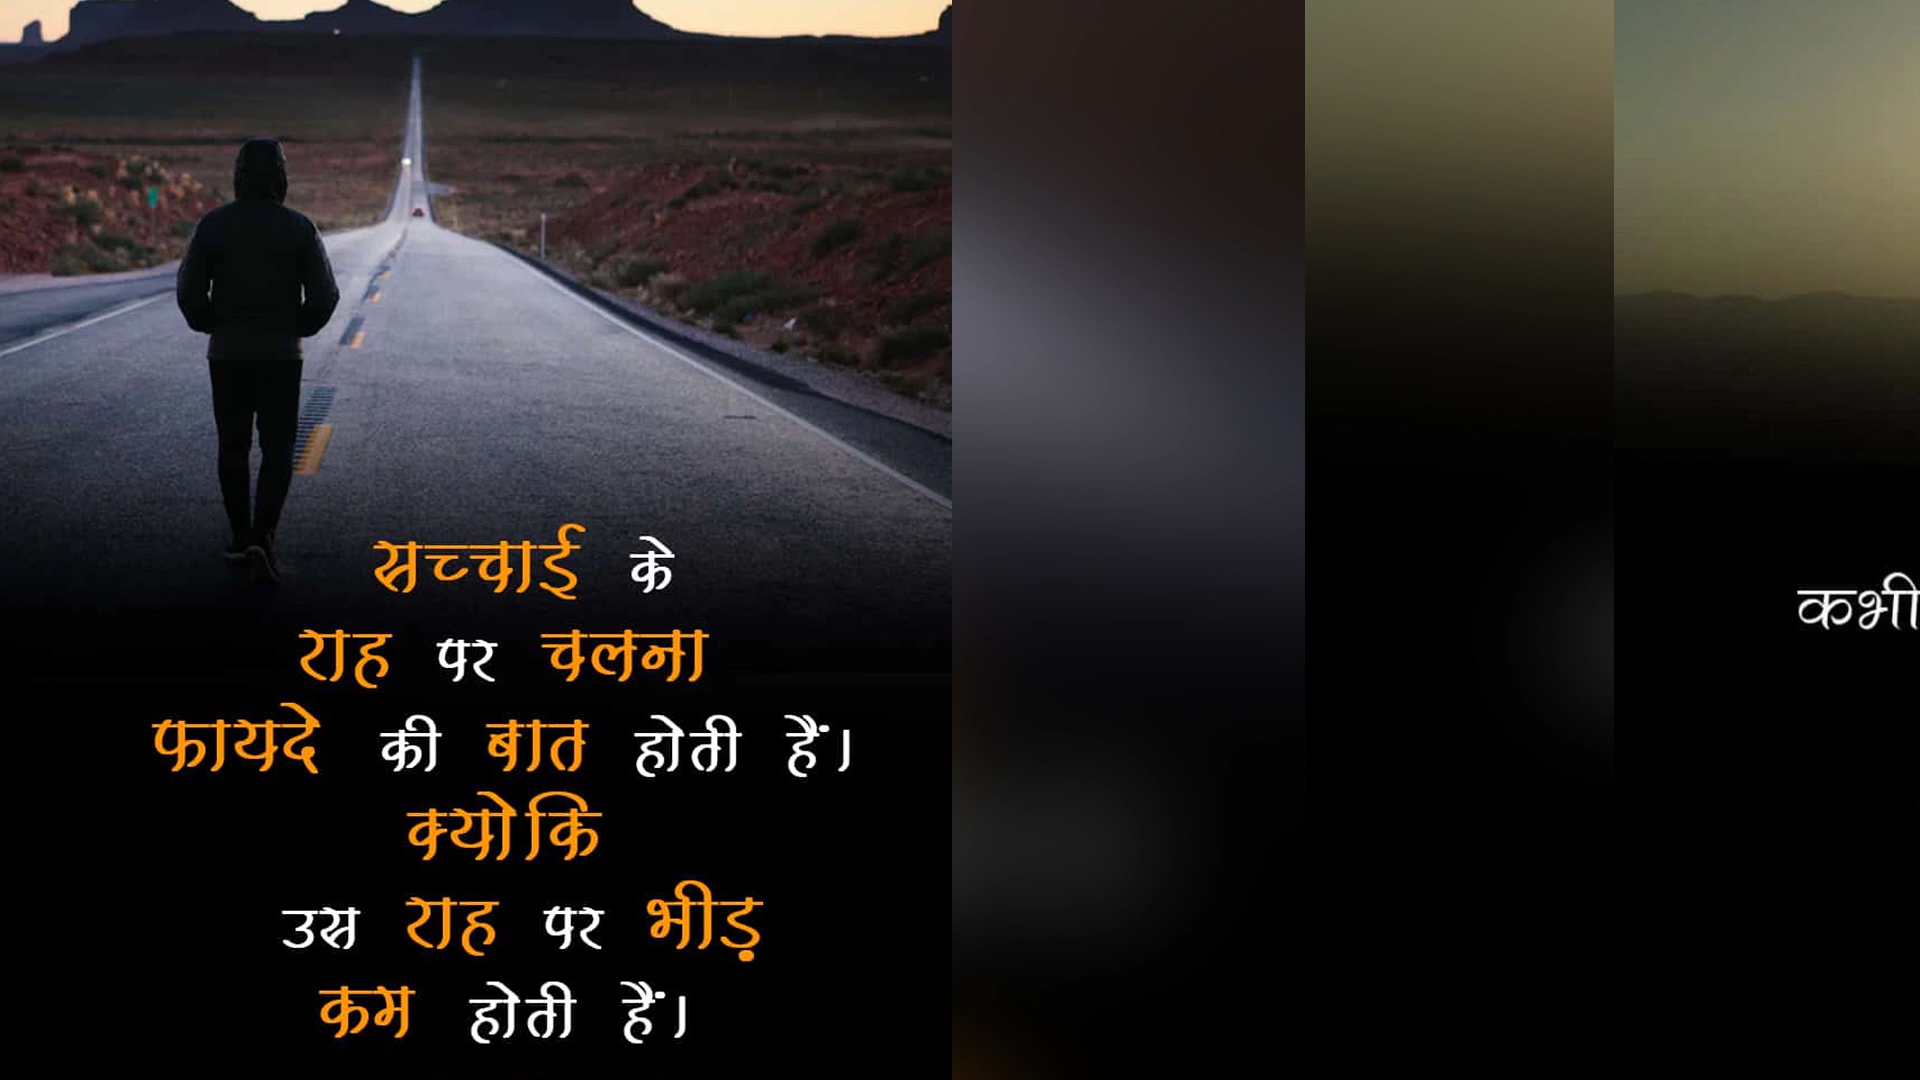 सच्चाई के
राह पर चलना
फायदे की बात होती हैं।
क्योकि
उस राह पर भीड़
कम होती हैं।
कभी